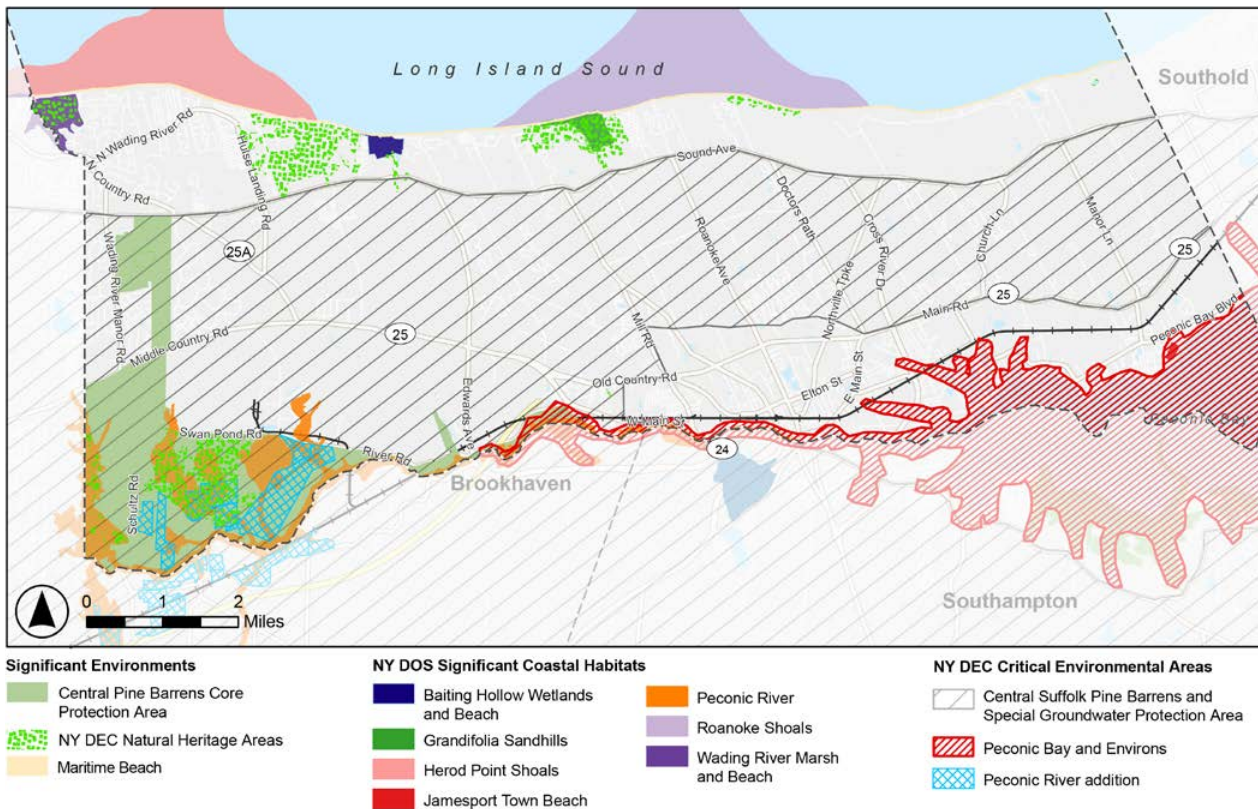 Long Island Sound
Southold
N Wading River Rd
N Country Rd
Hulse Landing Rd
Sound Ave
Wading River Manor Rd
25A
Doctors Path
Cross River Dr
Church Ln
Manor Ln
Roanoke Ave
Northville Tpke
25
25
Main Rd
Peconic Bay Blvd
Middle Country Rd
25
Mill Rd
Old Country Rd
Elton St
E Main St
Edwards Ave
W Main St
Peconic Bay
Swan Pond Rd
River Rd
24
Schultz Rd
Brookhaven
Southampton
0 1 2
Miles
Significant Environments
Central Pine Barrens Core
Protection Area
NY DEC Natural Heritage Areas
Maritime Beach
NY DOS Significant Coastal Habitats
Baiting Hollow Wetlands
and Beach
Grandifolia Sandhills
Herod Point Shoals
Jamesport Town Beach
Peconic River
Roanoke Shoals
Wading River Marsh
and Beach
NY DEC Critical Environmental Areas
Central Suffolk Pine Barrens and
Special Groundwater Protection Area
Peconic Bay and Environs
Peconic River addition